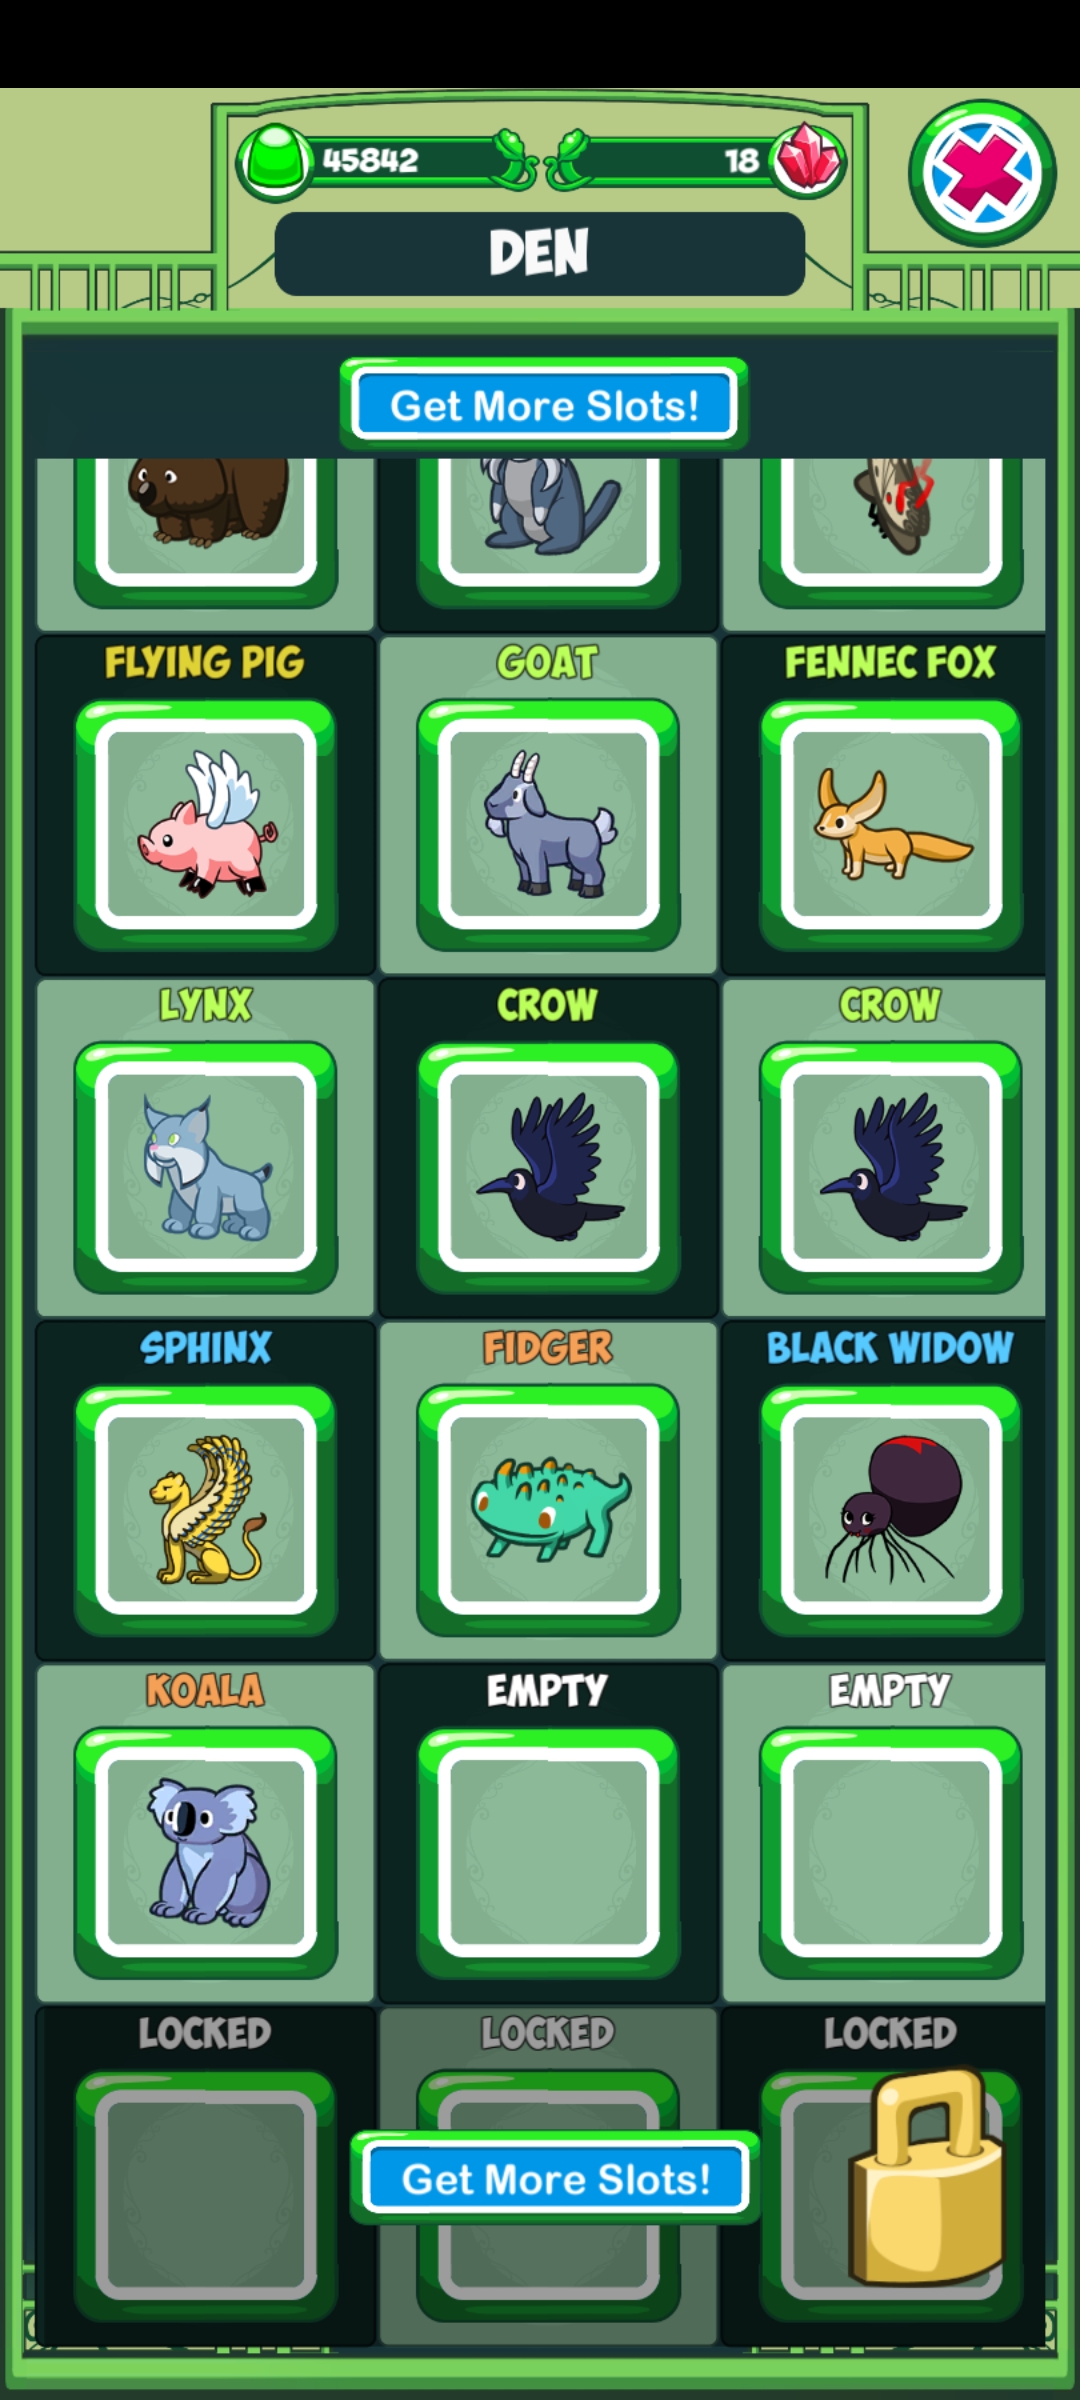 45842
18
DEN
Get More Slots!
FLYING PIG
GOAT
FENNEC FOX
LYNX
CROW
CROW
SPHINX
FIDGER
BLACK WIDOW
KOALA
EMPTY
EMPTY
LOCKED
LOCKED
LOCKED
Get More Slots!